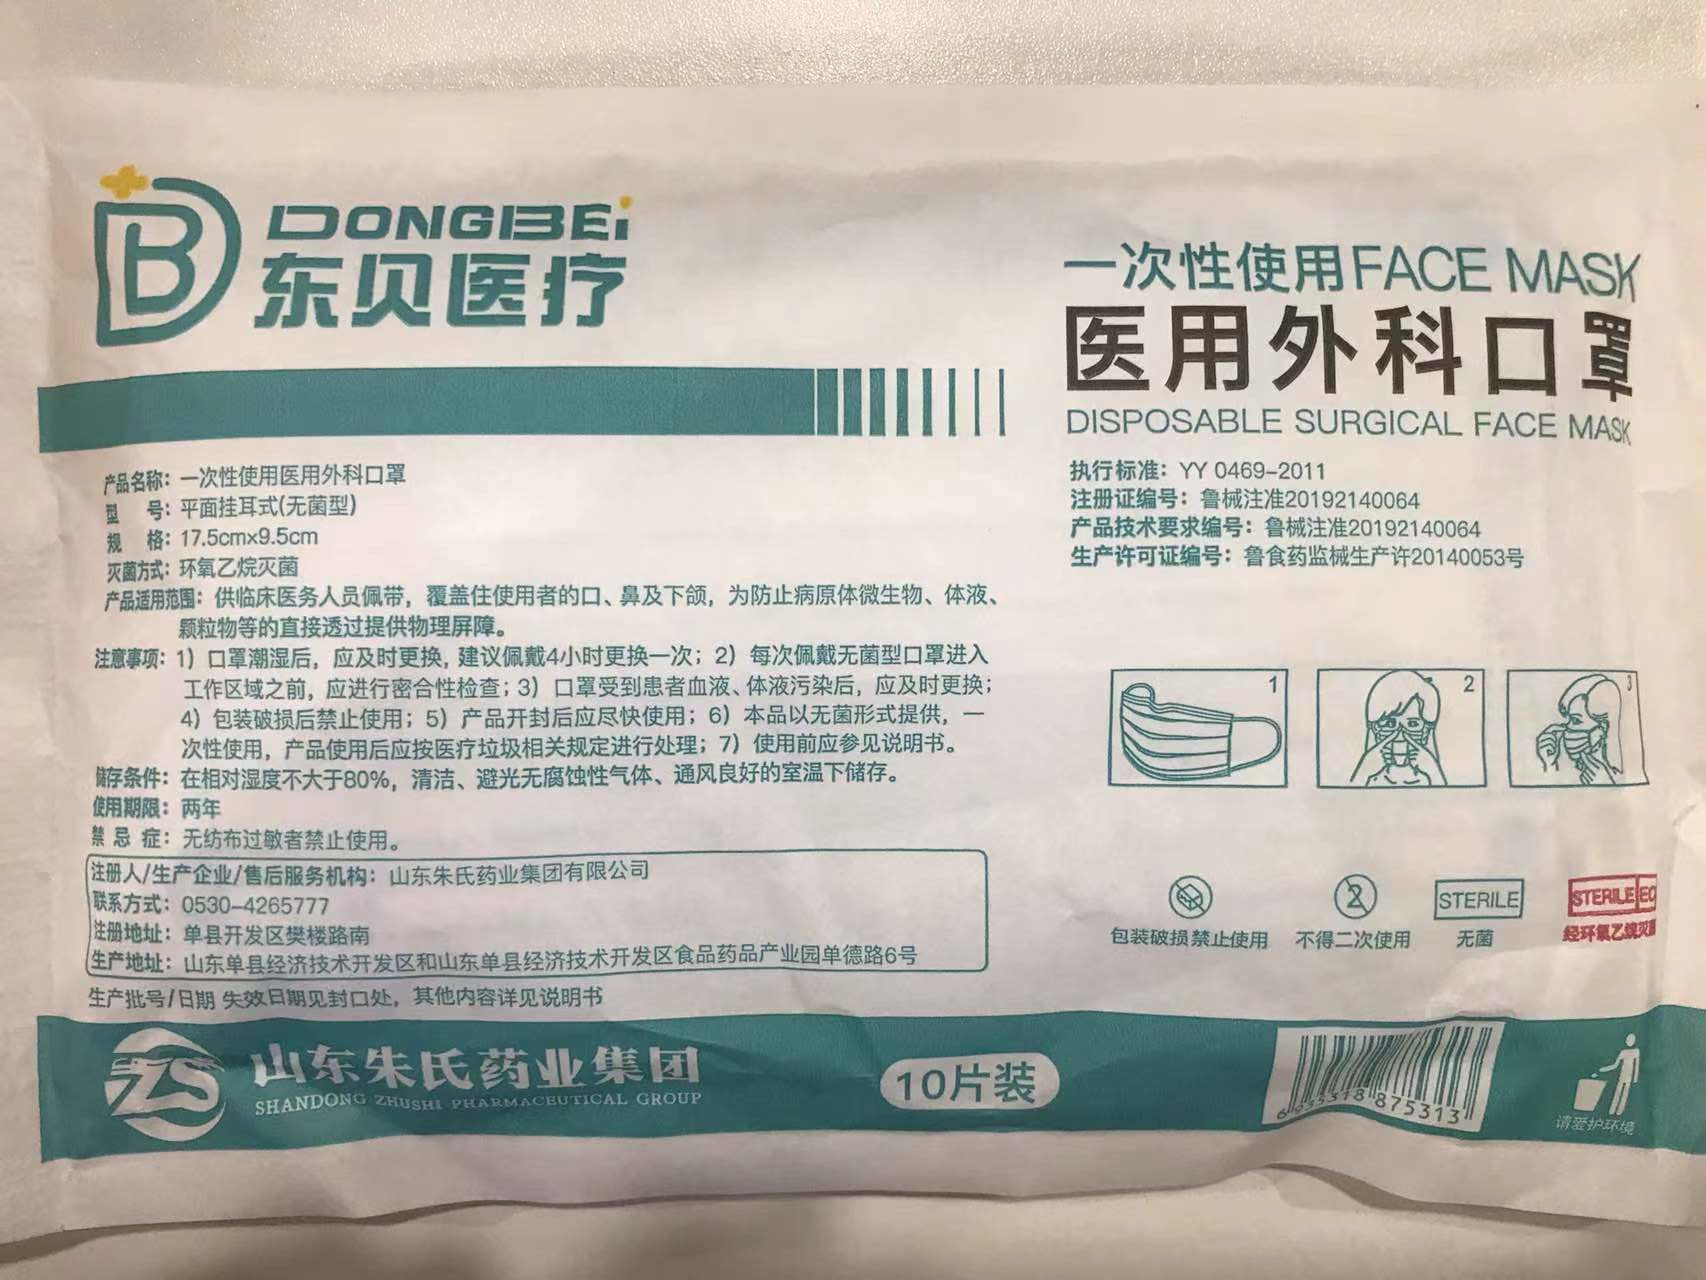 DONGBEi
东贝医疗
一次性使用FACE MASK
医用外科口罩
DISPOSABLE SURGICAL FACE MASK
执行标准：YY 0469-2011
注册证编号：鲁械注准20192140064
产品技术要求编号：鲁械注准20192140064
生产许可证编号：鲁食药监械生产许20140053号
产品名称：一次性使用医用外科口罩
型 号：平面挂耳式(无菌型)
规 格：17.5cm×9.5cm
灭菌方式：环氧乙烷灭菌
产品适用范围：供临床医务人员佩带，覆盖住使用者的口、鼻及下颌，为防止病原体微生物、体液、
颗粒物等的直接透过提供物理屏障。
注意事项：1）口罩潮湿后，应及时更换，建议佩戴4小时更换一次；2）每次佩戴无菌型口罩进入
工作区域之前，应进行密合性检查；3）口罩受到患者血液、体液污染后，应及时更换；
4）包装破损后禁止使用；5）产品开封后应尽快使用；6）本品以无菌形式提供，一
次性使用，产品使用后应按医疗垃圾相关规定进行处理；7）使用前应参见说明书。
储存条件：在相对湿度不大于80%，清洁、避光无腐蚀性气体、通风良好的室温下储存。
使用期限：两年
禁 忌 症：无纺布过敏者禁止使用。
注册人/生产企业/售后服务机构：山东朱氏药业集团有限公司
联系方式：0530-4265777
注册地址：单县开发区樊楼路南
生产地址：山东单县经济技术开发区和山东单县经济技术开发区食品药品产业园单德路6号
生产批号/日期 失效日期见封口处，其他内容详见说明书
1
2
3
2
STERILE
STERILE EO
包装破损禁止使用
不得二次使用
无菌
经环氧乙烷灭菌
ZS
山东朱氏药业集团
SHANDONG ZHUSHI PHARMACEUTICAL GROUP
10片装
6 935318 875313
请爱护环境